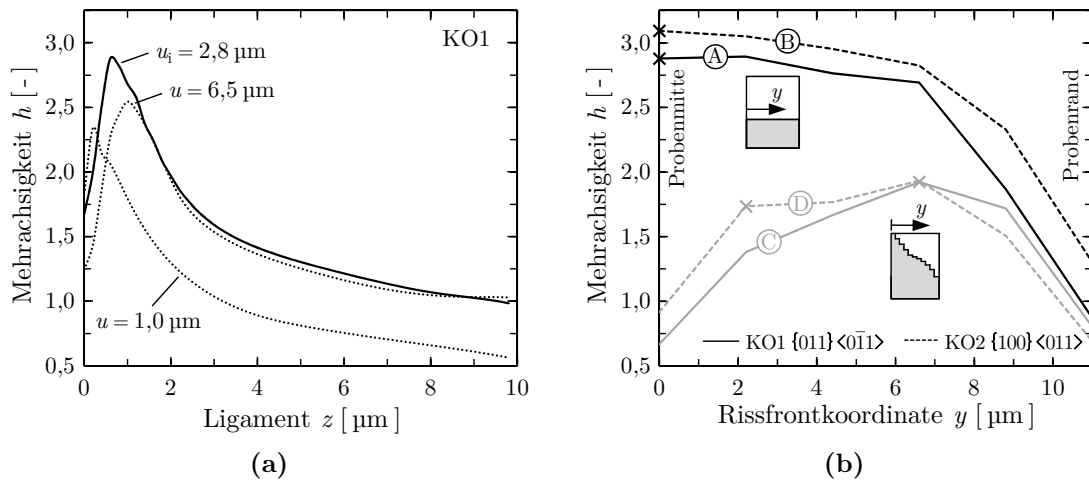 KO1
u_i = 2,8 µm
u = 6,5 µm
u = 1,0 µm
Mehrachsigkeit h [ - ]
3,0
2,5
2,0
1,5
1,0
0,5
0 2 4 6 8 10
Ligament z [ µm ]
(a)
A
B
C
D
y
y
Probenmitte
Probenrand
KO1 {011}<01̄1>
KO2 {100}<011>
Mehrachsigkeit h [ - ]
3,0
2,5
2,0
1,5
1,0
0,5
0 2 4 6 8 10
Rissfrontkoordinate y [ µm ]
(b)